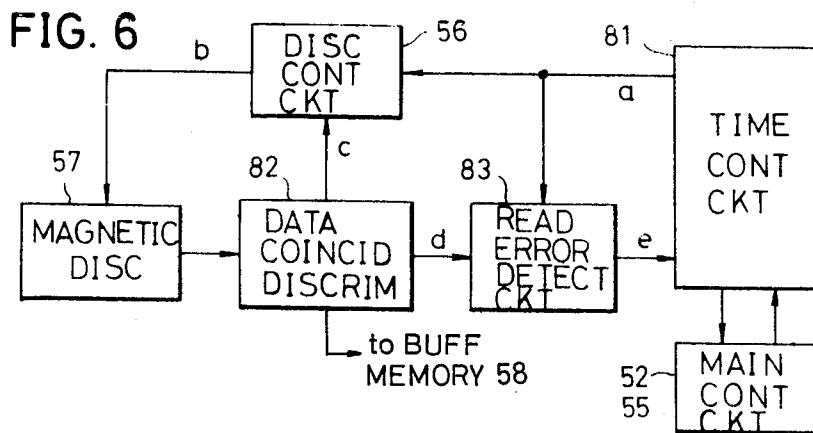 FIG. 6
b
DISC
CONT
CKT
56
a
81
TIME
CONT
CKT
c
57
MAGNETIC
DISC
82
DATA
COINCID
DISCRIM
d
83
READ
ERROR
DETECT
CKT
e
to BUFF
MEMORY 58
52
55
MAIN
CONT
CKT